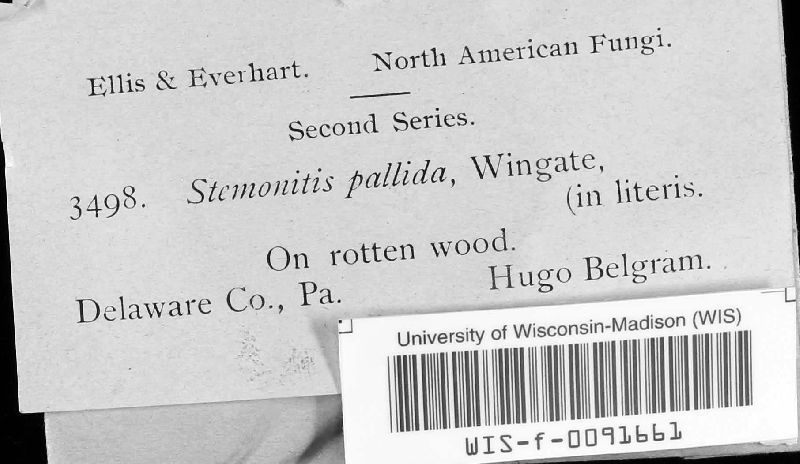 Ellis & Everhart. North American Fungi.
Second Series.
3498. Stemonitis pallida, Wingate,
(in literis.
On rotten wood.
Delaware Co., Pa. Hugo Belgram.
University of Wisconsin-Madison (WIS)
WIS-f-0091661